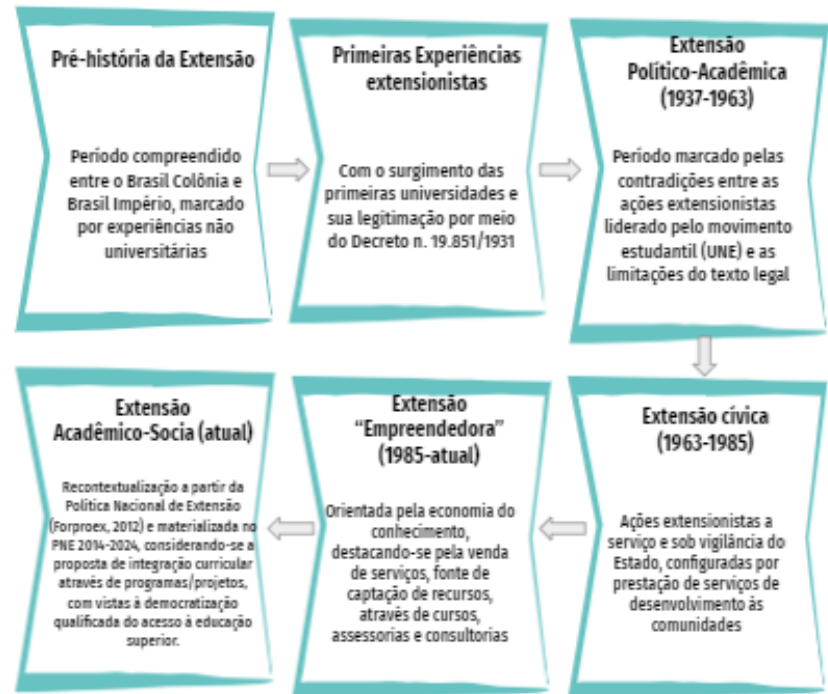 Pré-história da Extensão
Período compreendido
entre o Brasil Colônia e
Brasil Império, marcado
por experiências não
universitárias
Primeiras Experiências
extensionistas
Com o surgimento das
primeiras universidades e
sua legitimação por meio
do Decreto n. 19.851/1931
Extensão
Político-Acadêmica
(1937-1963)
Período marcado pelas
contradições entre as
ações extensionistas
liderado pelo movimento
estudantil (UNE) e as
limitações do texto legal
Extensão cívica
(1963-1985)
Ações extensionistas a
serviço e sob vigilância do
Estado, configuradas por
prestação de serviços de
desenvolvimento às
comunidades
Extensão
“Empreendedora”
(1985-atual)
Orientada pela economia do
conhecimento,
destacando-se pela venda
de serviços, fonte de
captação de recursos,
através de cursos,
assessorias e consultorias
Extensão
Acadêmico-Socia (atual)
Recontextualização a partir da
Política Nacional de Extensão
(Forproex, 2012) e materializada no
PNE 2014-2024, considerando-se a
proposta de integração curricular
através de programas/projetos,
com vistas à democratização
qualificada do acesso à educação
superior.